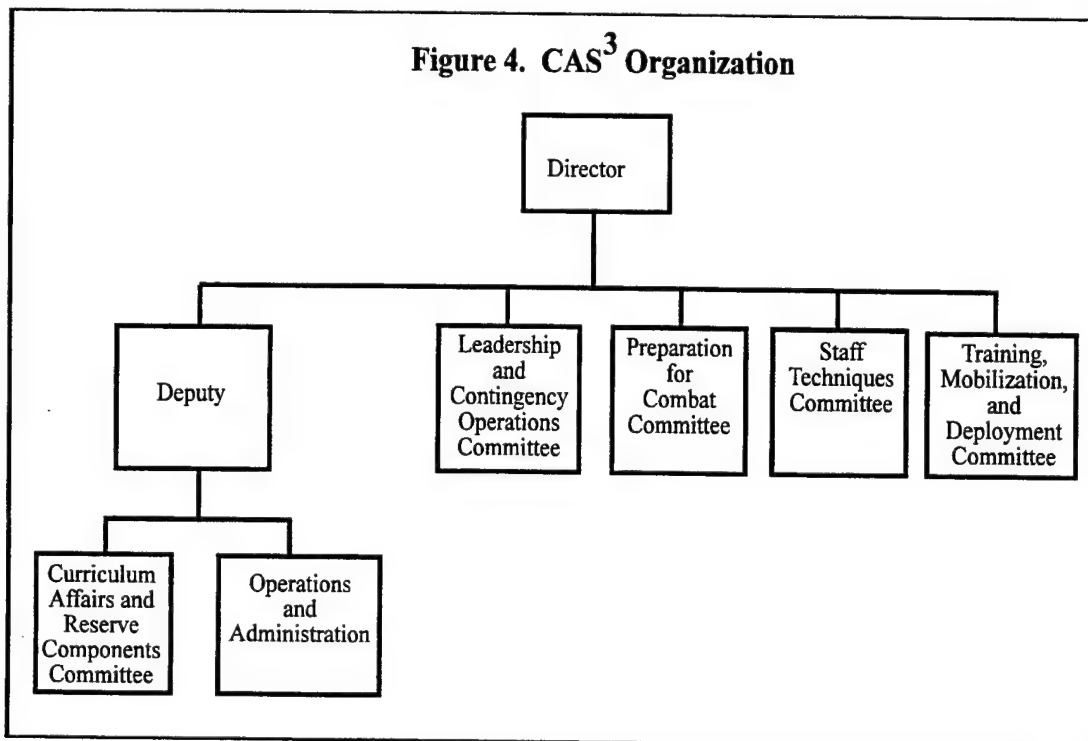 Figure 4. CAS³ Organization
Director
Deputy
Leadership
and
Contingency
Operations
Committee
Preparation
for
Combat
Committee
Staff
Techniques
Committee
Training,
Mobilization,
and
Deployment
Committee
Curriculum
Affairs and
Reserve
Components
Committee
Operations
and
Administration